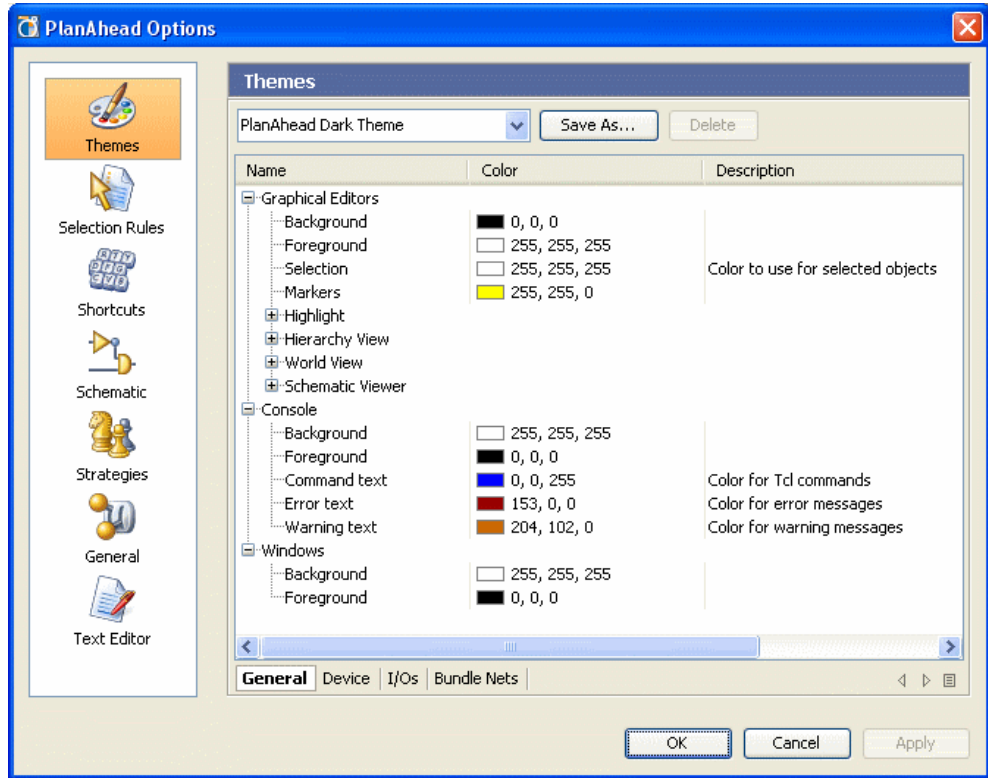 PlanAhead Options
Themes
Selection Rules
Shortcuts
Schematic
Strategies
General
Text Editor
Themes
PlanAhead Dark Theme Save As... Delete
Name Color Description
Graphical Editors
Background 0, 0, 0
Foreground 255, 255, 255
Selection 255, 255, 255 Color to use for selected objects
Markers 255, 255, 0
Highlight
Hierarchy View
World View
Schematic Viewer
Console
Background 255, 255, 255
Foreground 0, 0, 0
Command text 0, 0, 255 Color for Tcl commands
Error text 153, 0, 0 Color for error messages
Warning text 204, 102, 0 Color for warning messages
Windows
Background 255, 255, 255
Foreground 0, 0, 0
General Device I/Os Bundle Nets
OK Cancel Apply